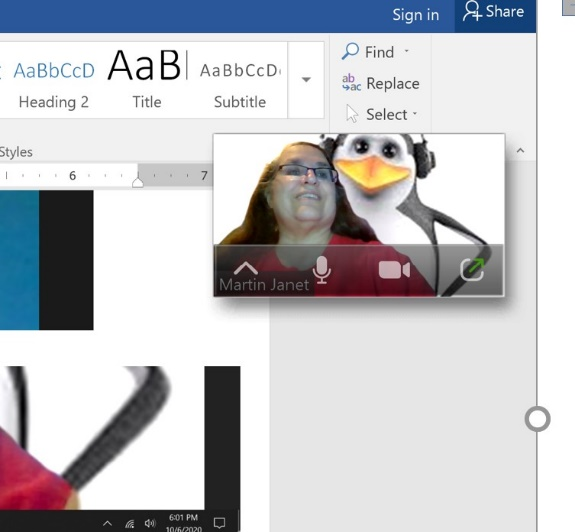 Sign in Share
AaBbCcD AaB AaBbCcD
Heading 2 Title Subtitle
Find
Replace
Select
Styles
6 7
Martin Janet
6:01 PM
10/6/2020